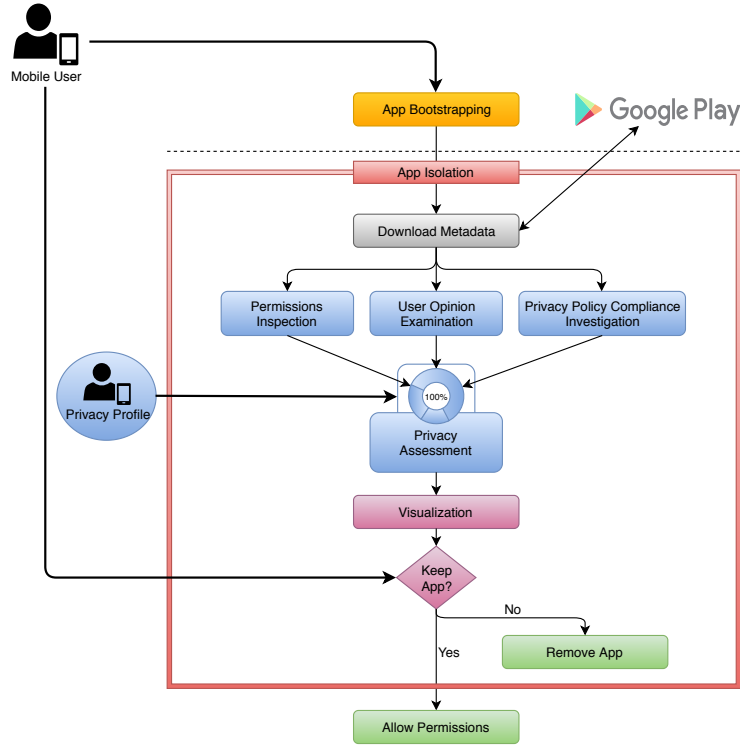 Mobile User
App Bootstrapping
Google Play
App Isolation
Download Metadata
Permissions
Inspection
User Opinion
Examination
Privacy Policy Compliance
Investigation
Privacy Profile
100%
Privacy
Assessment
Visualization
Keep
App?
No
Yes
Remove App
Allow Permissions